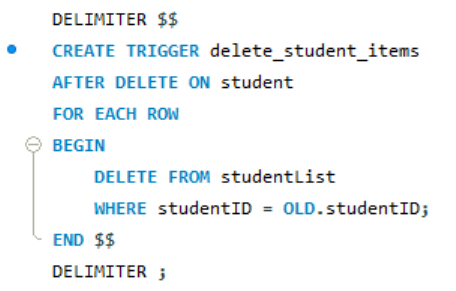 DELIMITER $$
CREATE TRIGGER delete_student_items
AFTER DELETE ON student
FOR EACH ROW
BEGIN
DELETE FROM studentList
WHERE studentID = OLD.studentID;
END $$
DELIMITER ;